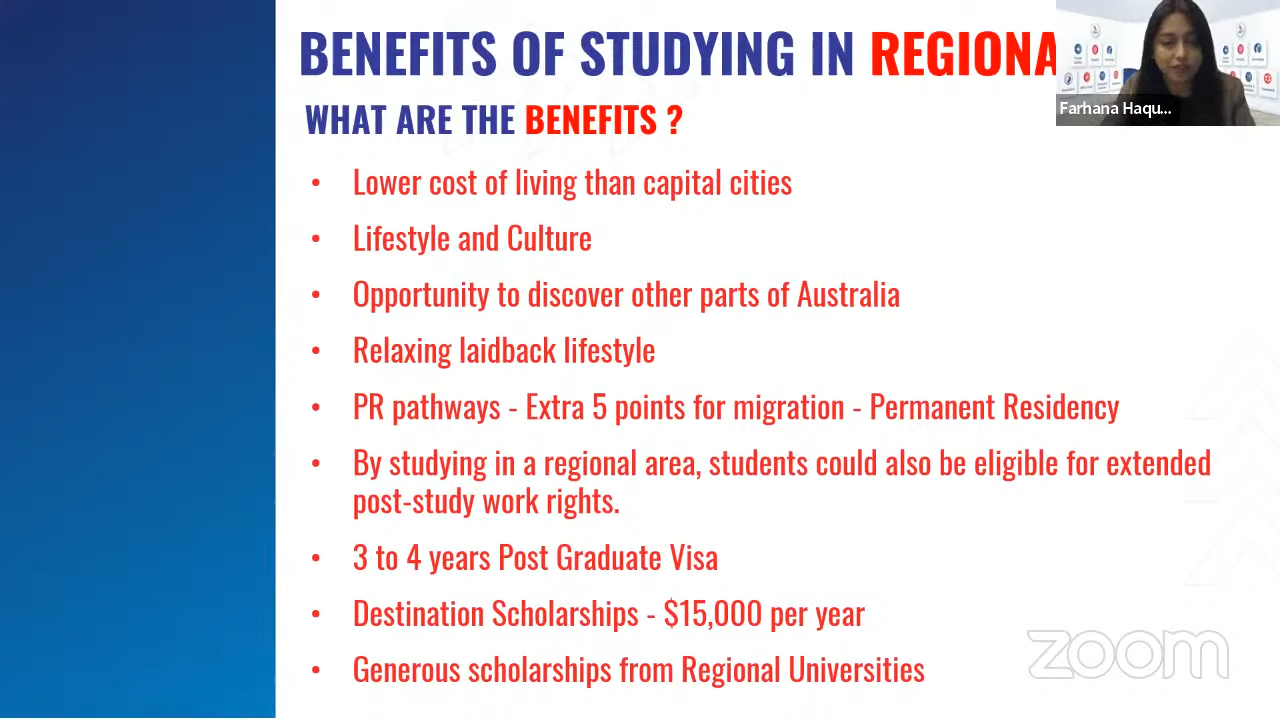 BENEFITS OF STUDYING IN REGIONA
WHAT ARE THE BENEFITS ?
Farhana Haqu...
• Lower cost of living than capital cities
• Lifestyle and Culture
• Opportunity to discover other parts of Australia
• Relaxing laidback lifestyle
• PR pathways - Extra 5 points for migration - Permanent Residency
• By studying in a regional area, students could also be eligible for extended
post-study work rights.
• 3 to 4 years Post Graduate Visa
• Destination Scholarships - $15,000 per year
• Generous scholarships from Regional Universities
zoom